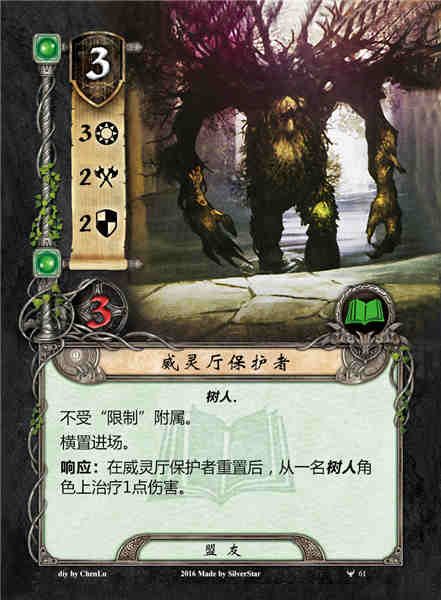 3
3
2
2
3
威灵厅保护者
树人.
不受“限制”附属。
横置进场。
响应：在威灵厅保护者重置后，从一名树人角
色上治疗1点伤害。
盟友
diy by ChenLu 2016 Made by SilverStar 61